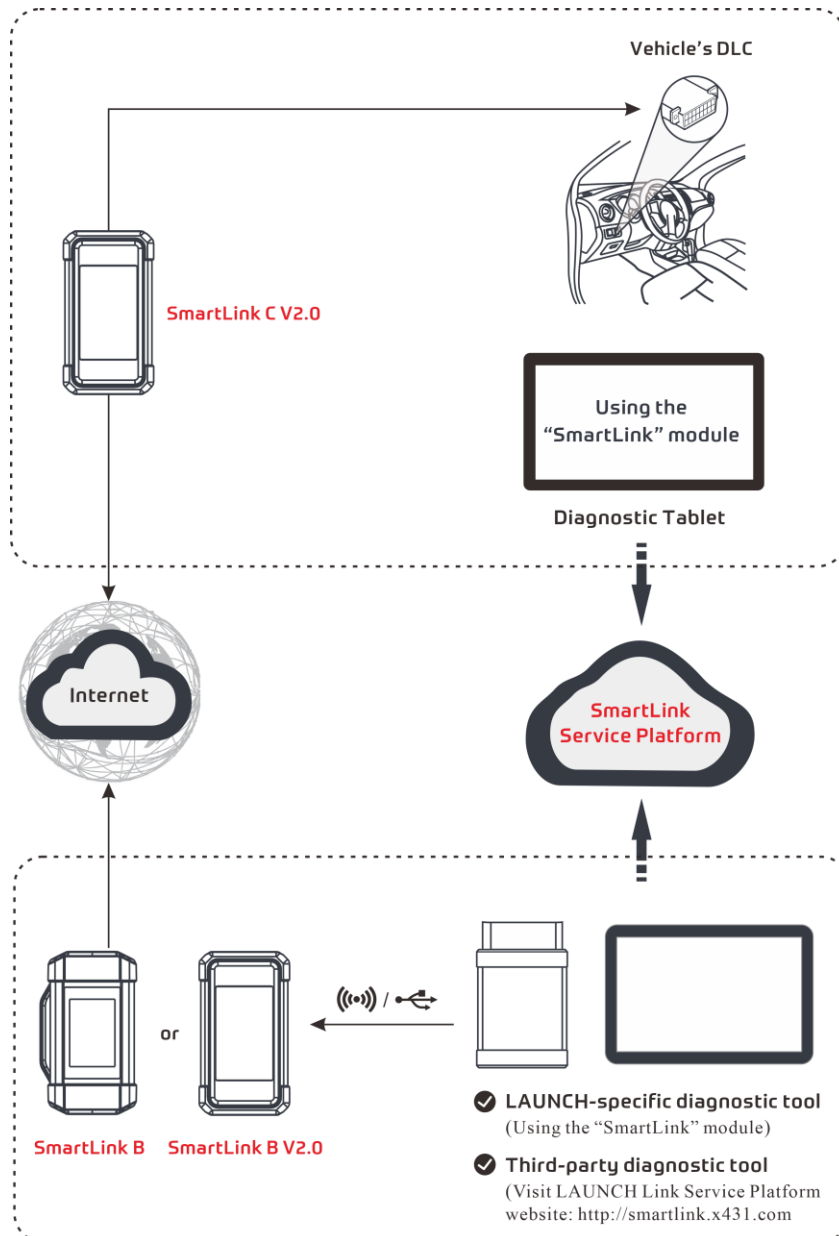 Vehicle's DLC
SmartLink C V2.0
Using the
“SmartLink” module
Diagnostic Tablet
Internet
SmartLink
Service Platform
/
or
SmartLink B
SmartLink B V2.0
LAUNCH-specific diagnostic tool
(Using the “SmartLink” module)
Third-party diagnostic tool
(Visit LAUNCH Link Service Platform
website: http://smartlink.x431.com